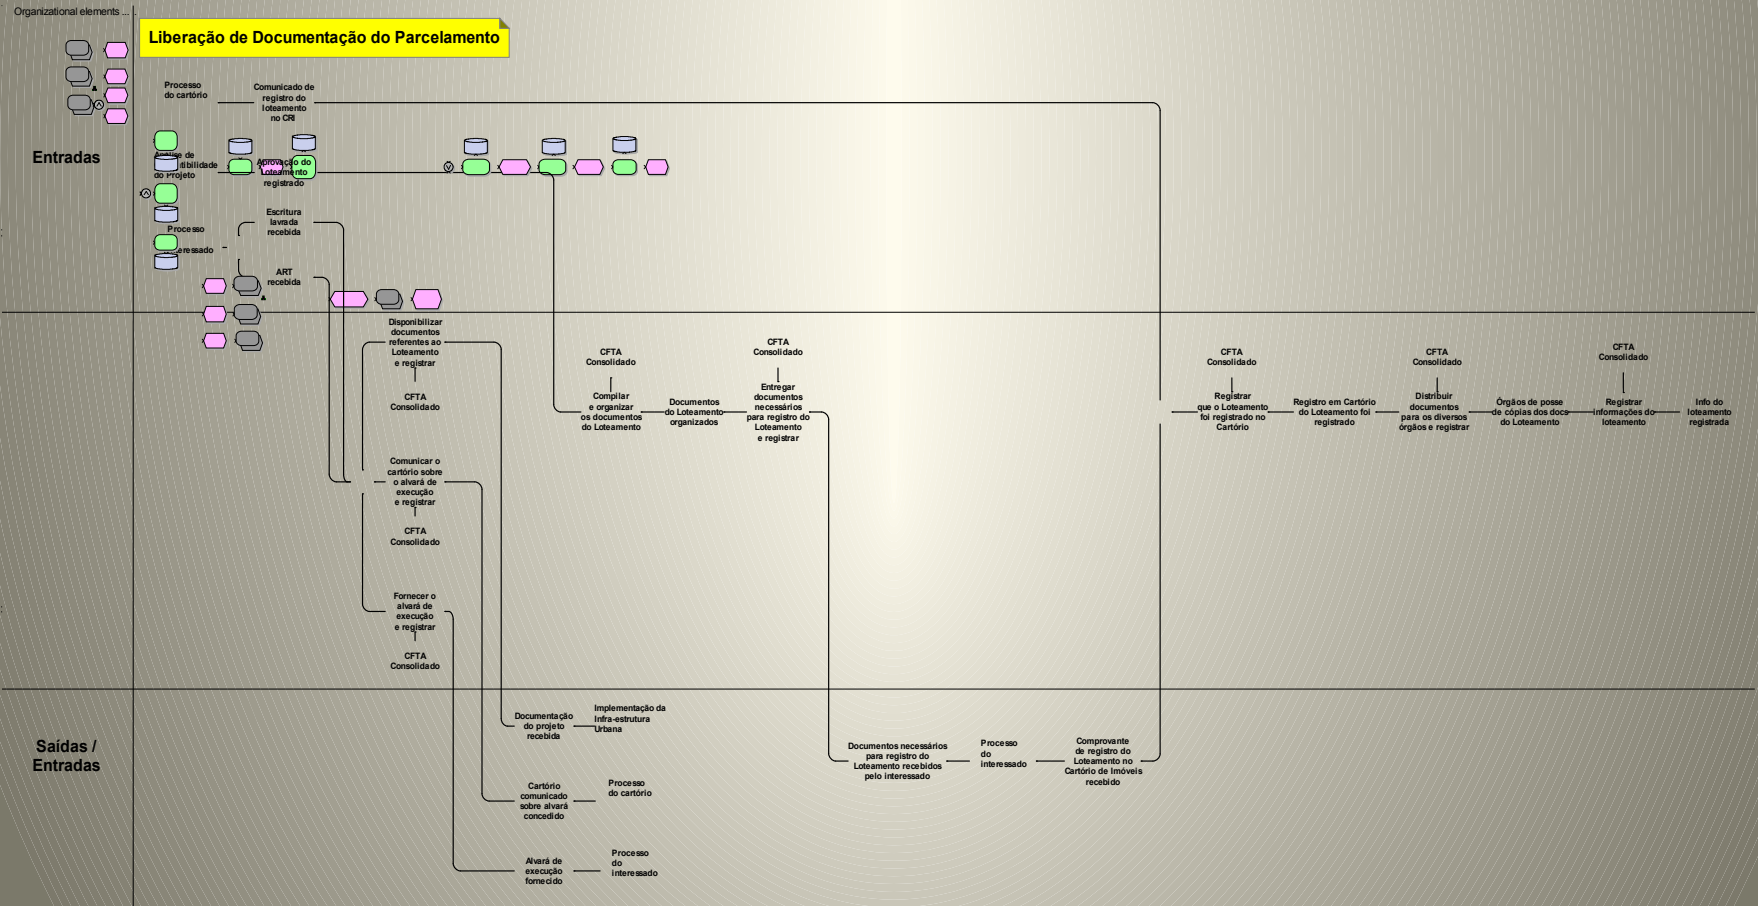 Organizational elements ...
Liberação de Documentação do Parcelamento
Processo
do cartório
Comunicado de
registro do
loteamento
no CRI
Entradas
de
do Projeto
Aprovação do
Loteamento
registrado
Escritura
lavrada
recebida
Processo
ART
recebida
Disponibilizar
documentos
referentes ao
Loteamento
e registrar
CFTA
Consolidado
Comunicar o
cartório sobre
o alvará de
execução
e registrar
CFTA
Consolidado
Fornecer o
alvará de
execução
e registrar
CFTA
Consolidado
CFTA
Consolidado
Compilar
e organizar
os documentos
do Loteamento
Documentos
do Loteamento
organizados
CFTA
Consolidado
Entregar
documentos
necessários
para registro do
Loteamento
e registrar
CFTA
Consolidado
Registrar
que o Loteamento
foi registrado no
Cartório
Registro em Cartório
do Loteamento foi
registrado
CFTA
Consolidado
Distribuir
documentos
para os diversos
órgãos e registrar
Órgãos de posse
de cópias dos docs
do Loteamento
CFTA
Consolidado
Registrar
informações do
loteamento
Info do
loteamento
registrada
Saídas /
Entradas
Documentação
do projeto
recebida
Implementação da
Infra-estrutura
Urbana
Cartório
comunicado
sobre alvará
concedido
Processo
do cartório
Alvará de
execução
fornecido
Processo
do
interessado
Documentos necessários
para registro do
Loteamento recebidos
pelo interessado
Processo
do
interessado
Comprovante
de registro do
Loteamento no
Cartório de Imóveis
recebido